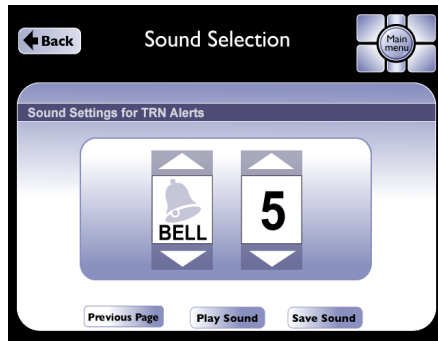 Back
Sound Selection
Main
menu
Sound Settings for TRN Alerts
BELL
5
Previous Page
Play Sound
Save Sound